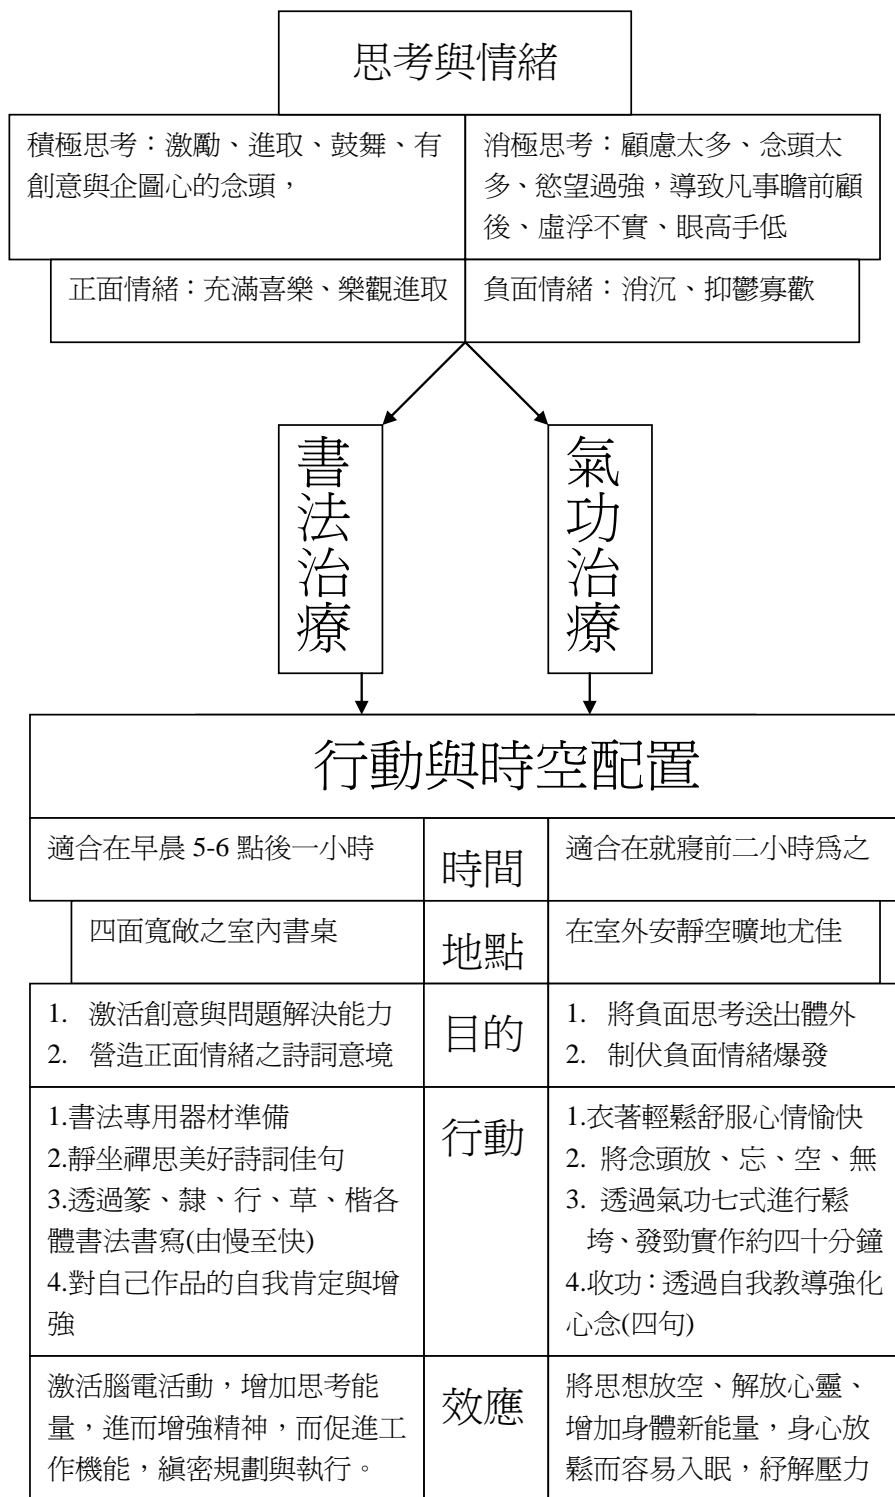 思考與情緒
積極思考：激勵、進取、鼓舞、有
創意與企圖心的念頭，
消極思考：顧慮太多、念頭太
多、慾望過強，導致凡事瞻前顧
後、虛浮不實、眼高手低
正面情緒：充滿喜樂、樂觀進取
負面情緒：消沉、抑鬱寡歡
書法治療
氣功治療
行動與時空配置
適合在早晨 5-6 點後一小時
時間
適合在就寢前二小時為之
四面寬敞之室內書桌
地點
在室外安靜空曠地尤佳
1. 激活創意與問題解決能力
2. 營造正面情緒之詩詞意境
目的
1. 將負面思考送出體外
2. 制伏負面情緒爆發
1.書法專用器材準備
2.靜坐禪思美好詩詞佳句
3.透過篆、隸、行、草、楷各
體書法書寫(由慢至快)
4.對自己作品的自我肯定與增
強
行動
1.衣著輕鬆舒服心情愉快
2. 將念頭放、忘、空、無
3. 透過氣功七式進行鬆
垮、發勁實作約四十分鐘
4.收功：透過自我教導強化
心念(四句)
激活腦電活動，增加思考能
量，進而增強精神，而促進工
作機能，縝密規劃與執行。
效應
將思想放空、解放心靈、
增加身體新能量，身心放
鬆而容易入眠，紓解壓力